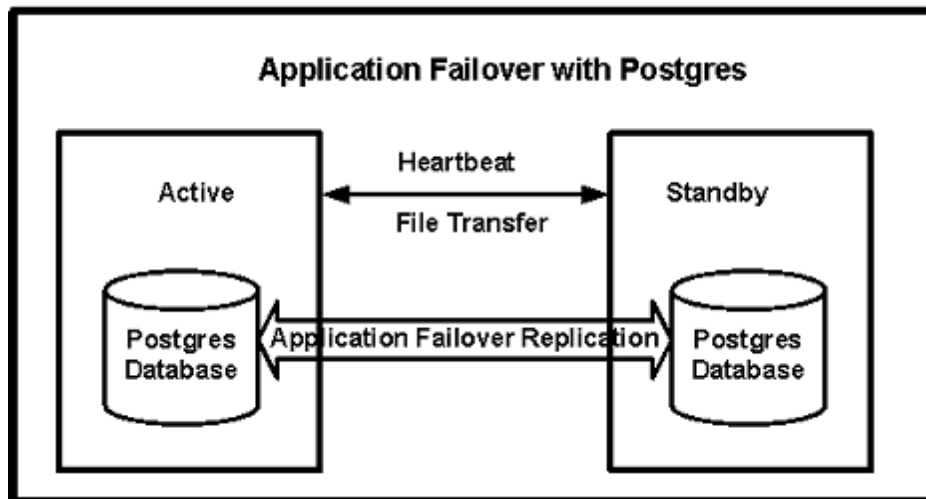 Application Failover with Postgres
Heartbeat
Active
Standby
File Transfer
Application Failover Replication
Postgres
Database
Postgres
Database